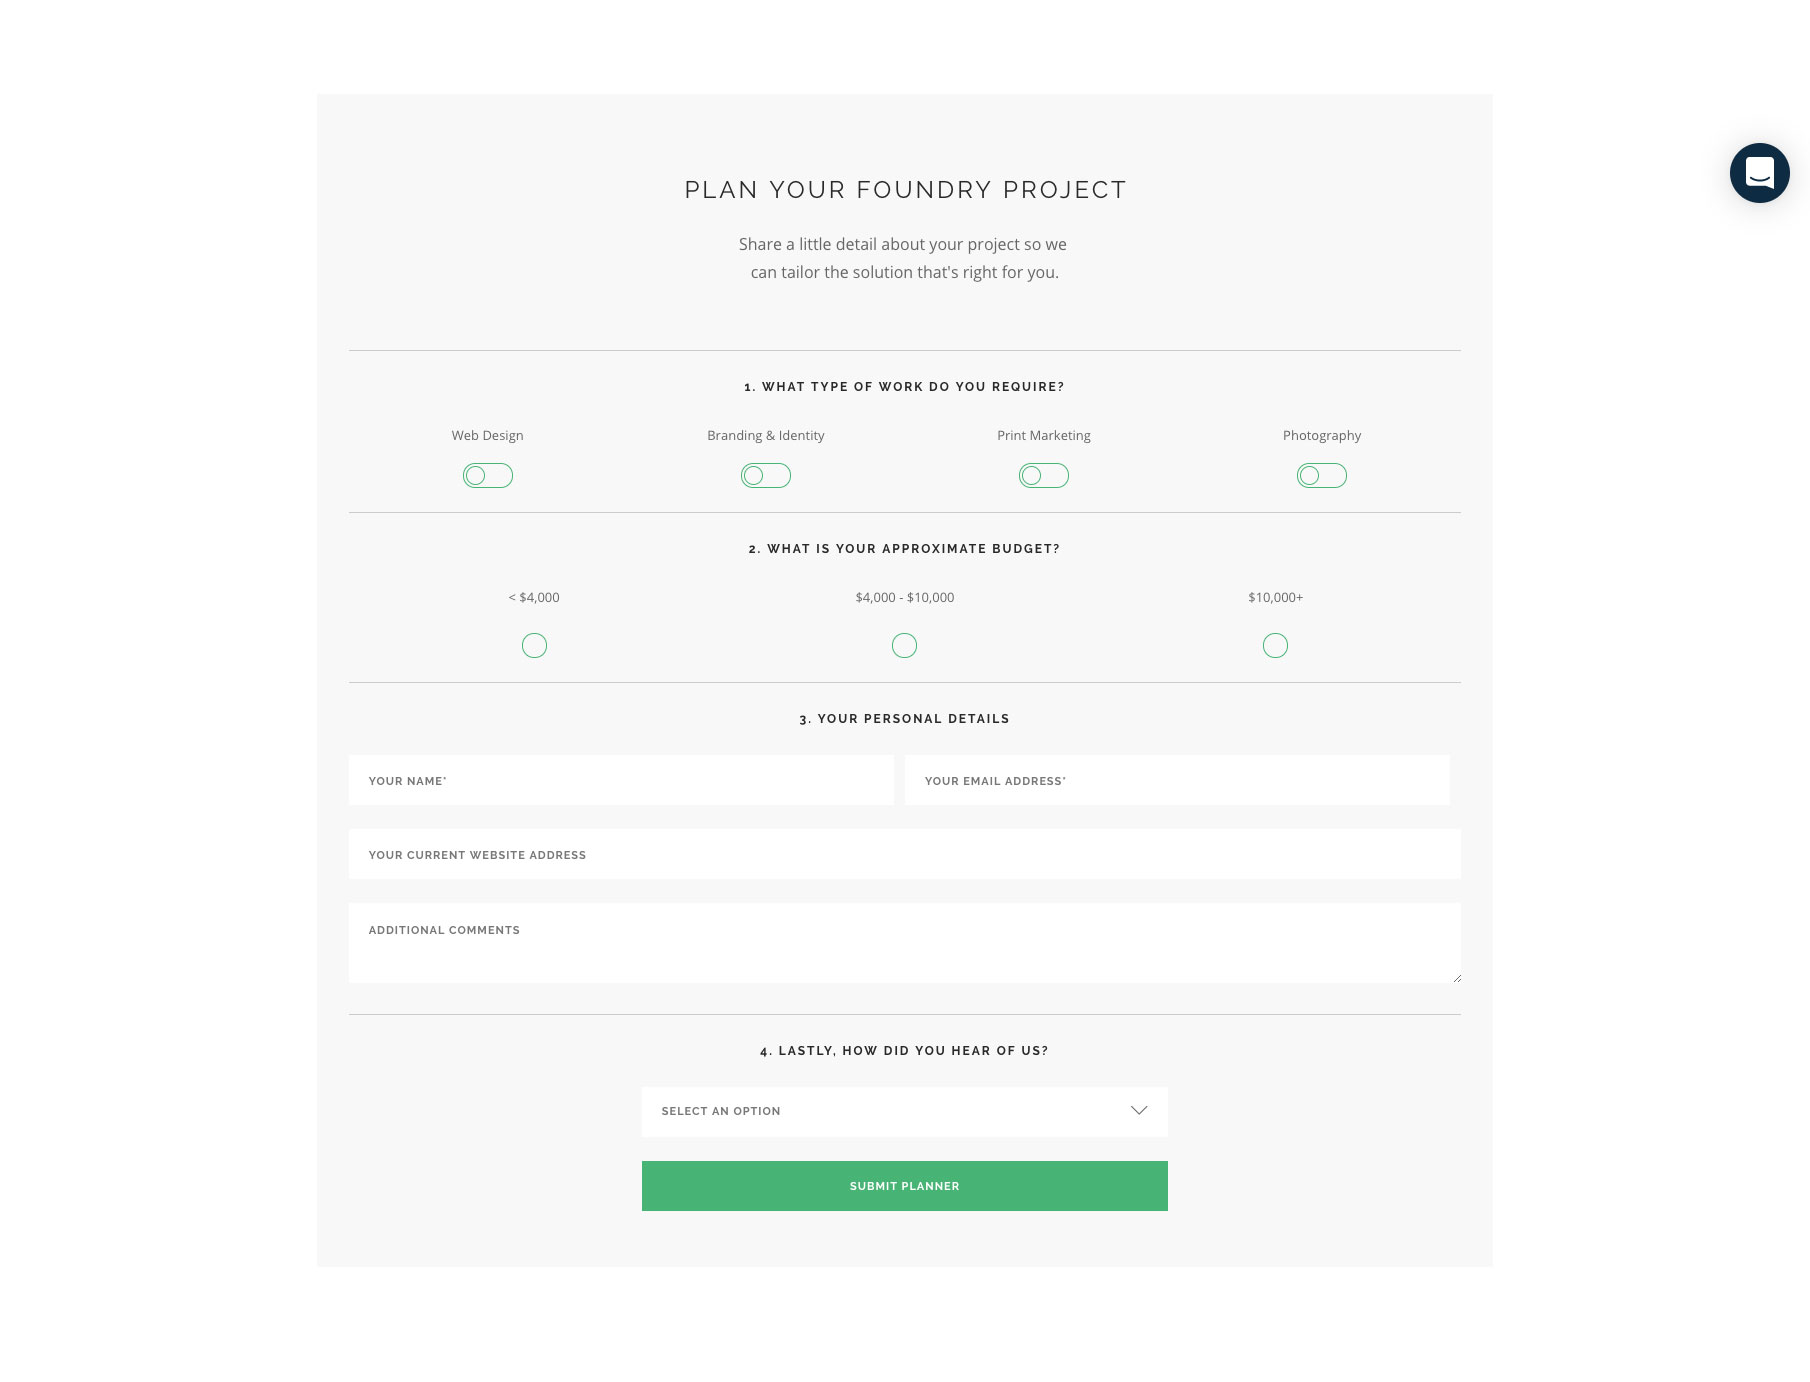 PLAN YOUR FOUNDRY PROJECT
Share a little detail about your project so we
can tailor the solution that's right for you.
1. WHAT TYPE OF WORK DO YOU REQUIRE?
Web Design
Branding & Identity
Print Marketing
Photography
2. WHAT IS YOUR APPROXIMATE BUDGET?
< $4,000
$4,000 - $10,000
$10,000+
3. YOUR PERSONAL DETAILS
YOUR NAME*
YOUR EMAIL ADDRESS*
YOUR CURRENT WEBSITE ADDRESS
ADDITIONAL COMMENTS
4. LASTLY, HOW DID YOU HEAR OF US?
SELECT AN OPTION
SUBMIT PLANNER